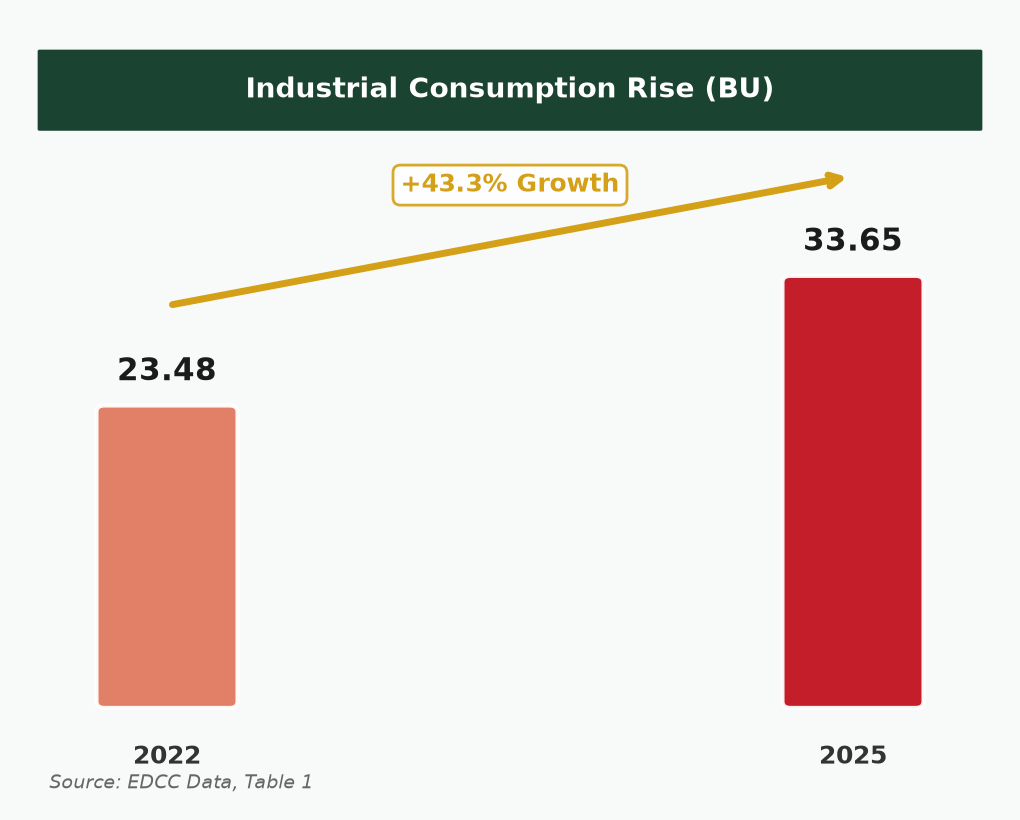 Industrial Consumption Rise (BU)
+43.3% Growth
33.65
23.48
2022
2025
Source: EDCC Data, Table 1